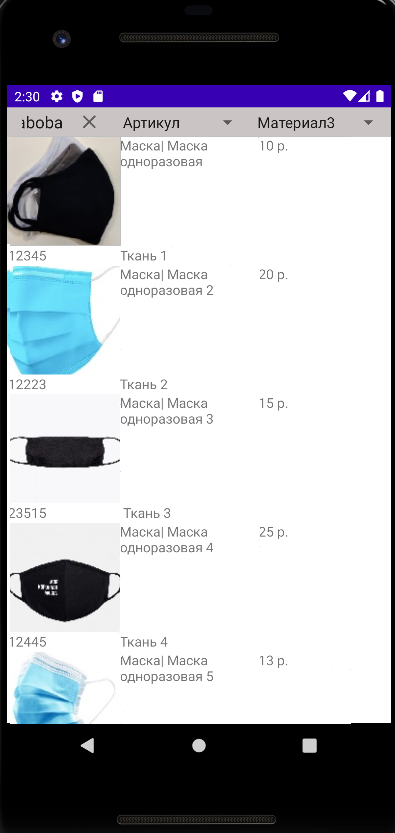 2:30
aboba
Артикул
Материал3
Маска| Маска
одноразовая
10 р.
12345
Ткань 1
Маска| Маска
одноразовая 2
20 р.
12223
Ткань 2
Маска| Маска
одноразовая 3
15 р.
23515
Ткань 3
Маска| Маска
одноразовая 4
25 р.
12445
Ткань 4
Маска| Маска
одноразовая 5
13 р.